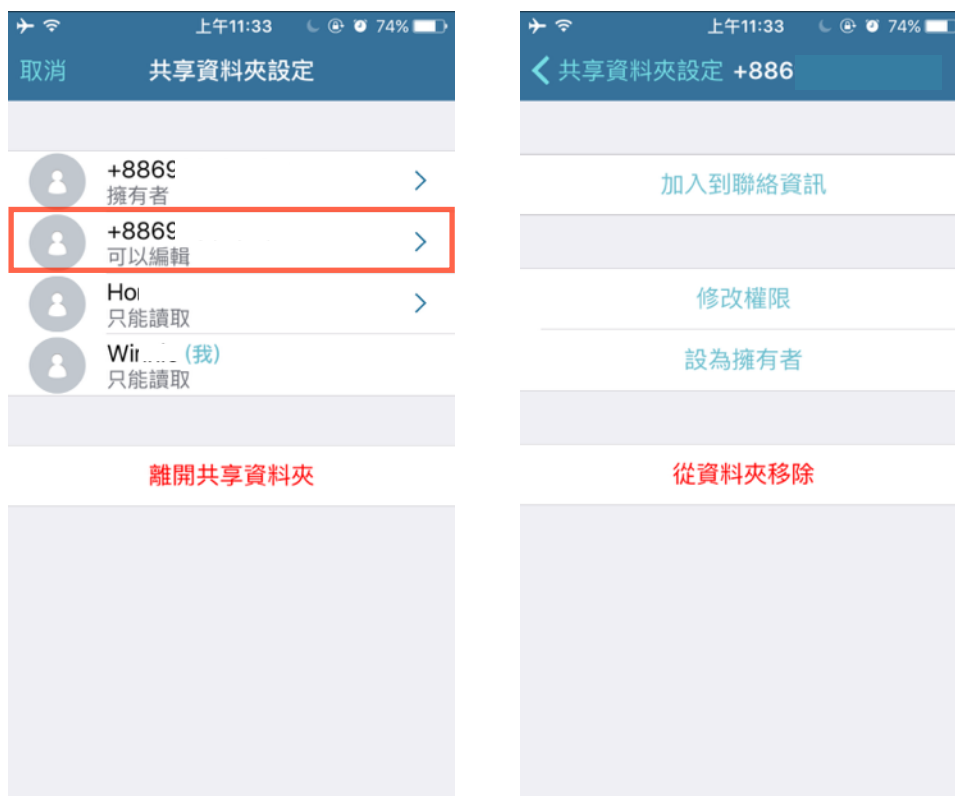 上午11:33
74%
取消
共享資料夾設定
+8869
擁有者
+8869
可以編輯
Ho
只能讀取
(我)
只能讀取
離開共享資料夾
上午11:33
74%
共享資料夾設定 +886
加入到聯絡資訊
修改權限
設為擁有者
從資料夾移除